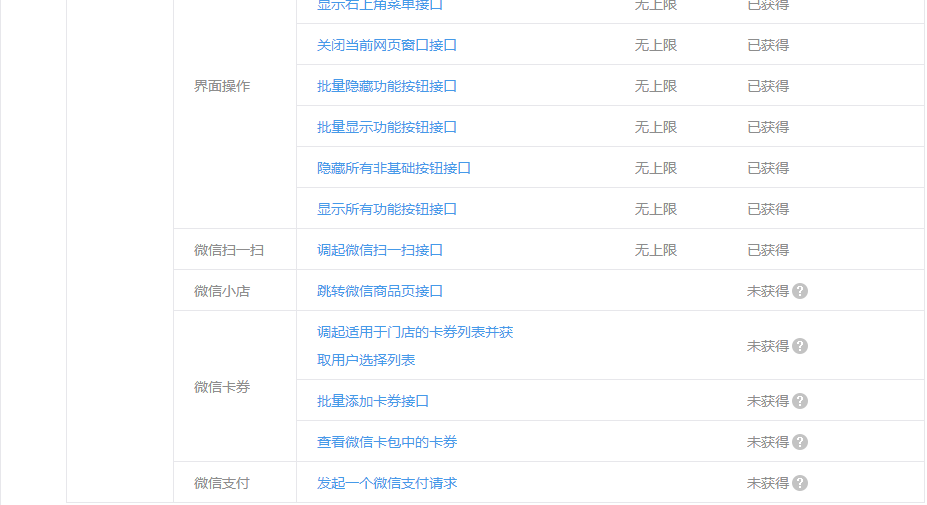 显示右上角菜单接口 无上限 已获得
关闭当前网页窗口接口 无上限 已获得
界面操作 批量隐藏功能按钮接口 无上限 已获得
批量显示功能按钮接口 无上限 已获得
隐藏所有非基础按钮接口 无上限 已获得
显示所有功能按钮接口 无上限 已获得
微信扫一扫 调起微信扫一扫接口 无上限 已获得
微信小店 跳转微信商品页接口 未获得 ?
调起适用于门店的卡券列表并获
取用户选择列表
未获得 ?
微信卡券
批量添加卡券接口 未获得 ?
查看微信卡包中的卡券 未获得 ?
微信支付 发起一个微信支付请求 未获得 ?